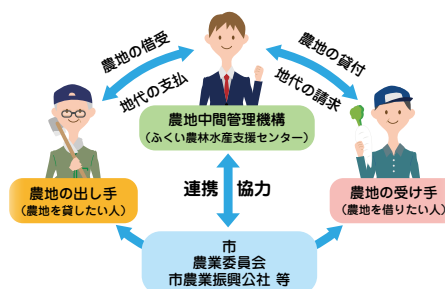 農地の借受
地代の支払
農地の貸付
地代の請求
農地中間管理機構
(ふくい農林水産支援センター)
農地の出し手
(農地を貸したい人)
連携 協力
農地の受け手
(農地を借りたい人)
市
農業委員会
市農業振興公社 等